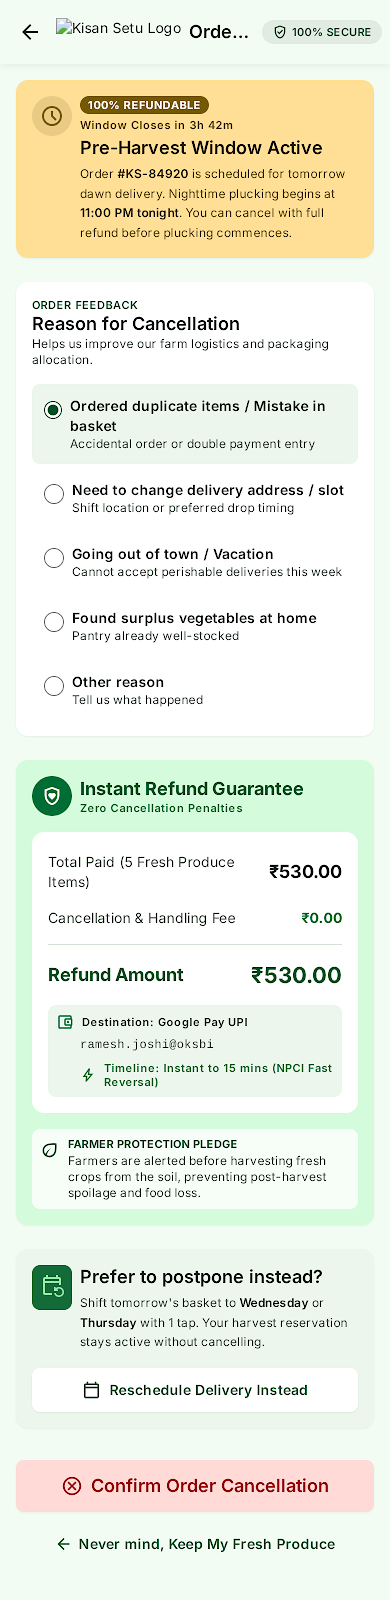 Kisan Setu Logo
Orde...
100% SECURE
100% REFUNDABLE
Window Closes in 3h 42m
Pre-Harvest Window Active
Order #KS-84920 is scheduled for tomorrow
dawn delivery. Nighttime plucking begins at
11:00 PM tonight. You can cancel with full
refund before plucking commences.
ORDER FEEDBACK
Reason for Cancellation
Helps us improve our farm logistics and packaging
allocation.
Ordered duplicate items / Mistake in
basket
Accidental order or double payment entry
Need to change delivery address / slot
Shift location or preferred drop timing
Going out of town / Vacation
Cannot accept perishable deliveries this week
Found surplus vegetables at home
Pantry already well-stocked
Other reason
Tell us what happened
Instant Refund Guarantee
Zero Cancellation Penalties
Total Paid (5 Fresh Produce
Items)
₹530.00
Cancellation & Handling Fee
₹0.00
Refund Amount
₹530.00
Destination: Google Pay UPI
ramesh.joshi@oksbi
Timeline: Instant to 15 mins (NPCI Fast
Reversal)
FARMER PROTECTION PLEDGE
Farmers are alerted before harvesting fresh
crops from the soil, preventing post-harvest
spoilage and food loss.
Prefer to postpone instead?
Shift tomorrow's basket to Wednesday or
Thursday with 1 tap. Your harvest reservation
stays active without cancelling.
Reschedule Delivery Instead
Confirm Order Cancellation
Never mind, Keep My Fresh Produce